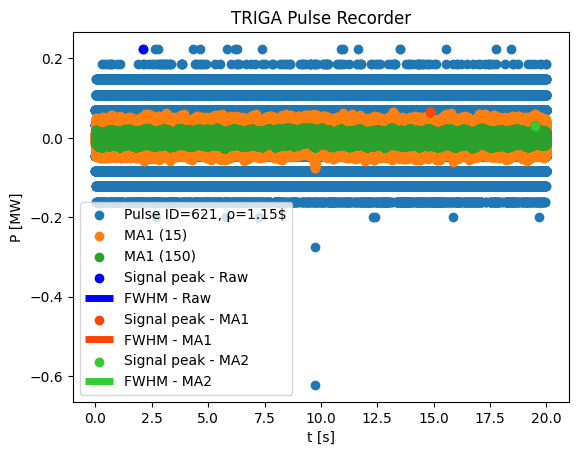 TRIGA Pulse Recorder
P [MW]
0.2
0.0
−0.2
−0.4
−0.6
Pulse ID=621, ρ=1.15$
MA1 (15)
MA1 (150)
Signal peak - Raw
FWHM - Raw
Signal peak - MA1
FWHM - MA1
Signal peak - MA2
FWHM - MA2
0.0 2.5 5.0 7.5 10.0 12.5 15.0 17.5 20.0
t [s]